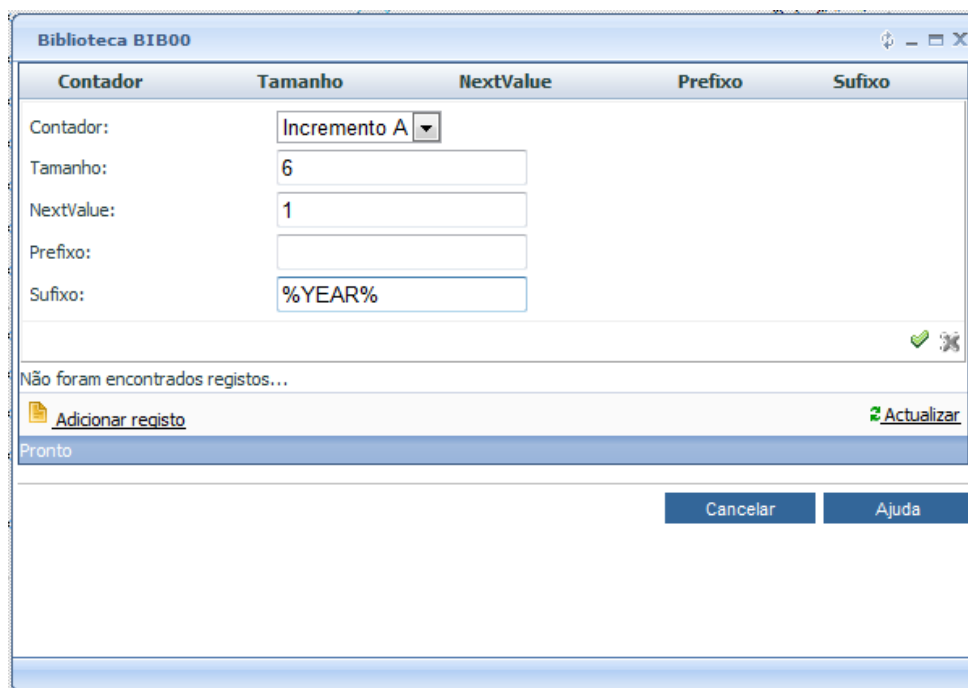 Biblioteca BIB00
Contador Tamanho NextValue Prefixo Sufixo
Contador: Incremento A
Tamanho: 6
NextValue: 1
Prefixo:
Sufixo: %YEAR%
Não foram encontrados registos...
Adicionar registo Actualizar
Pronto
Cancelar Ajuda